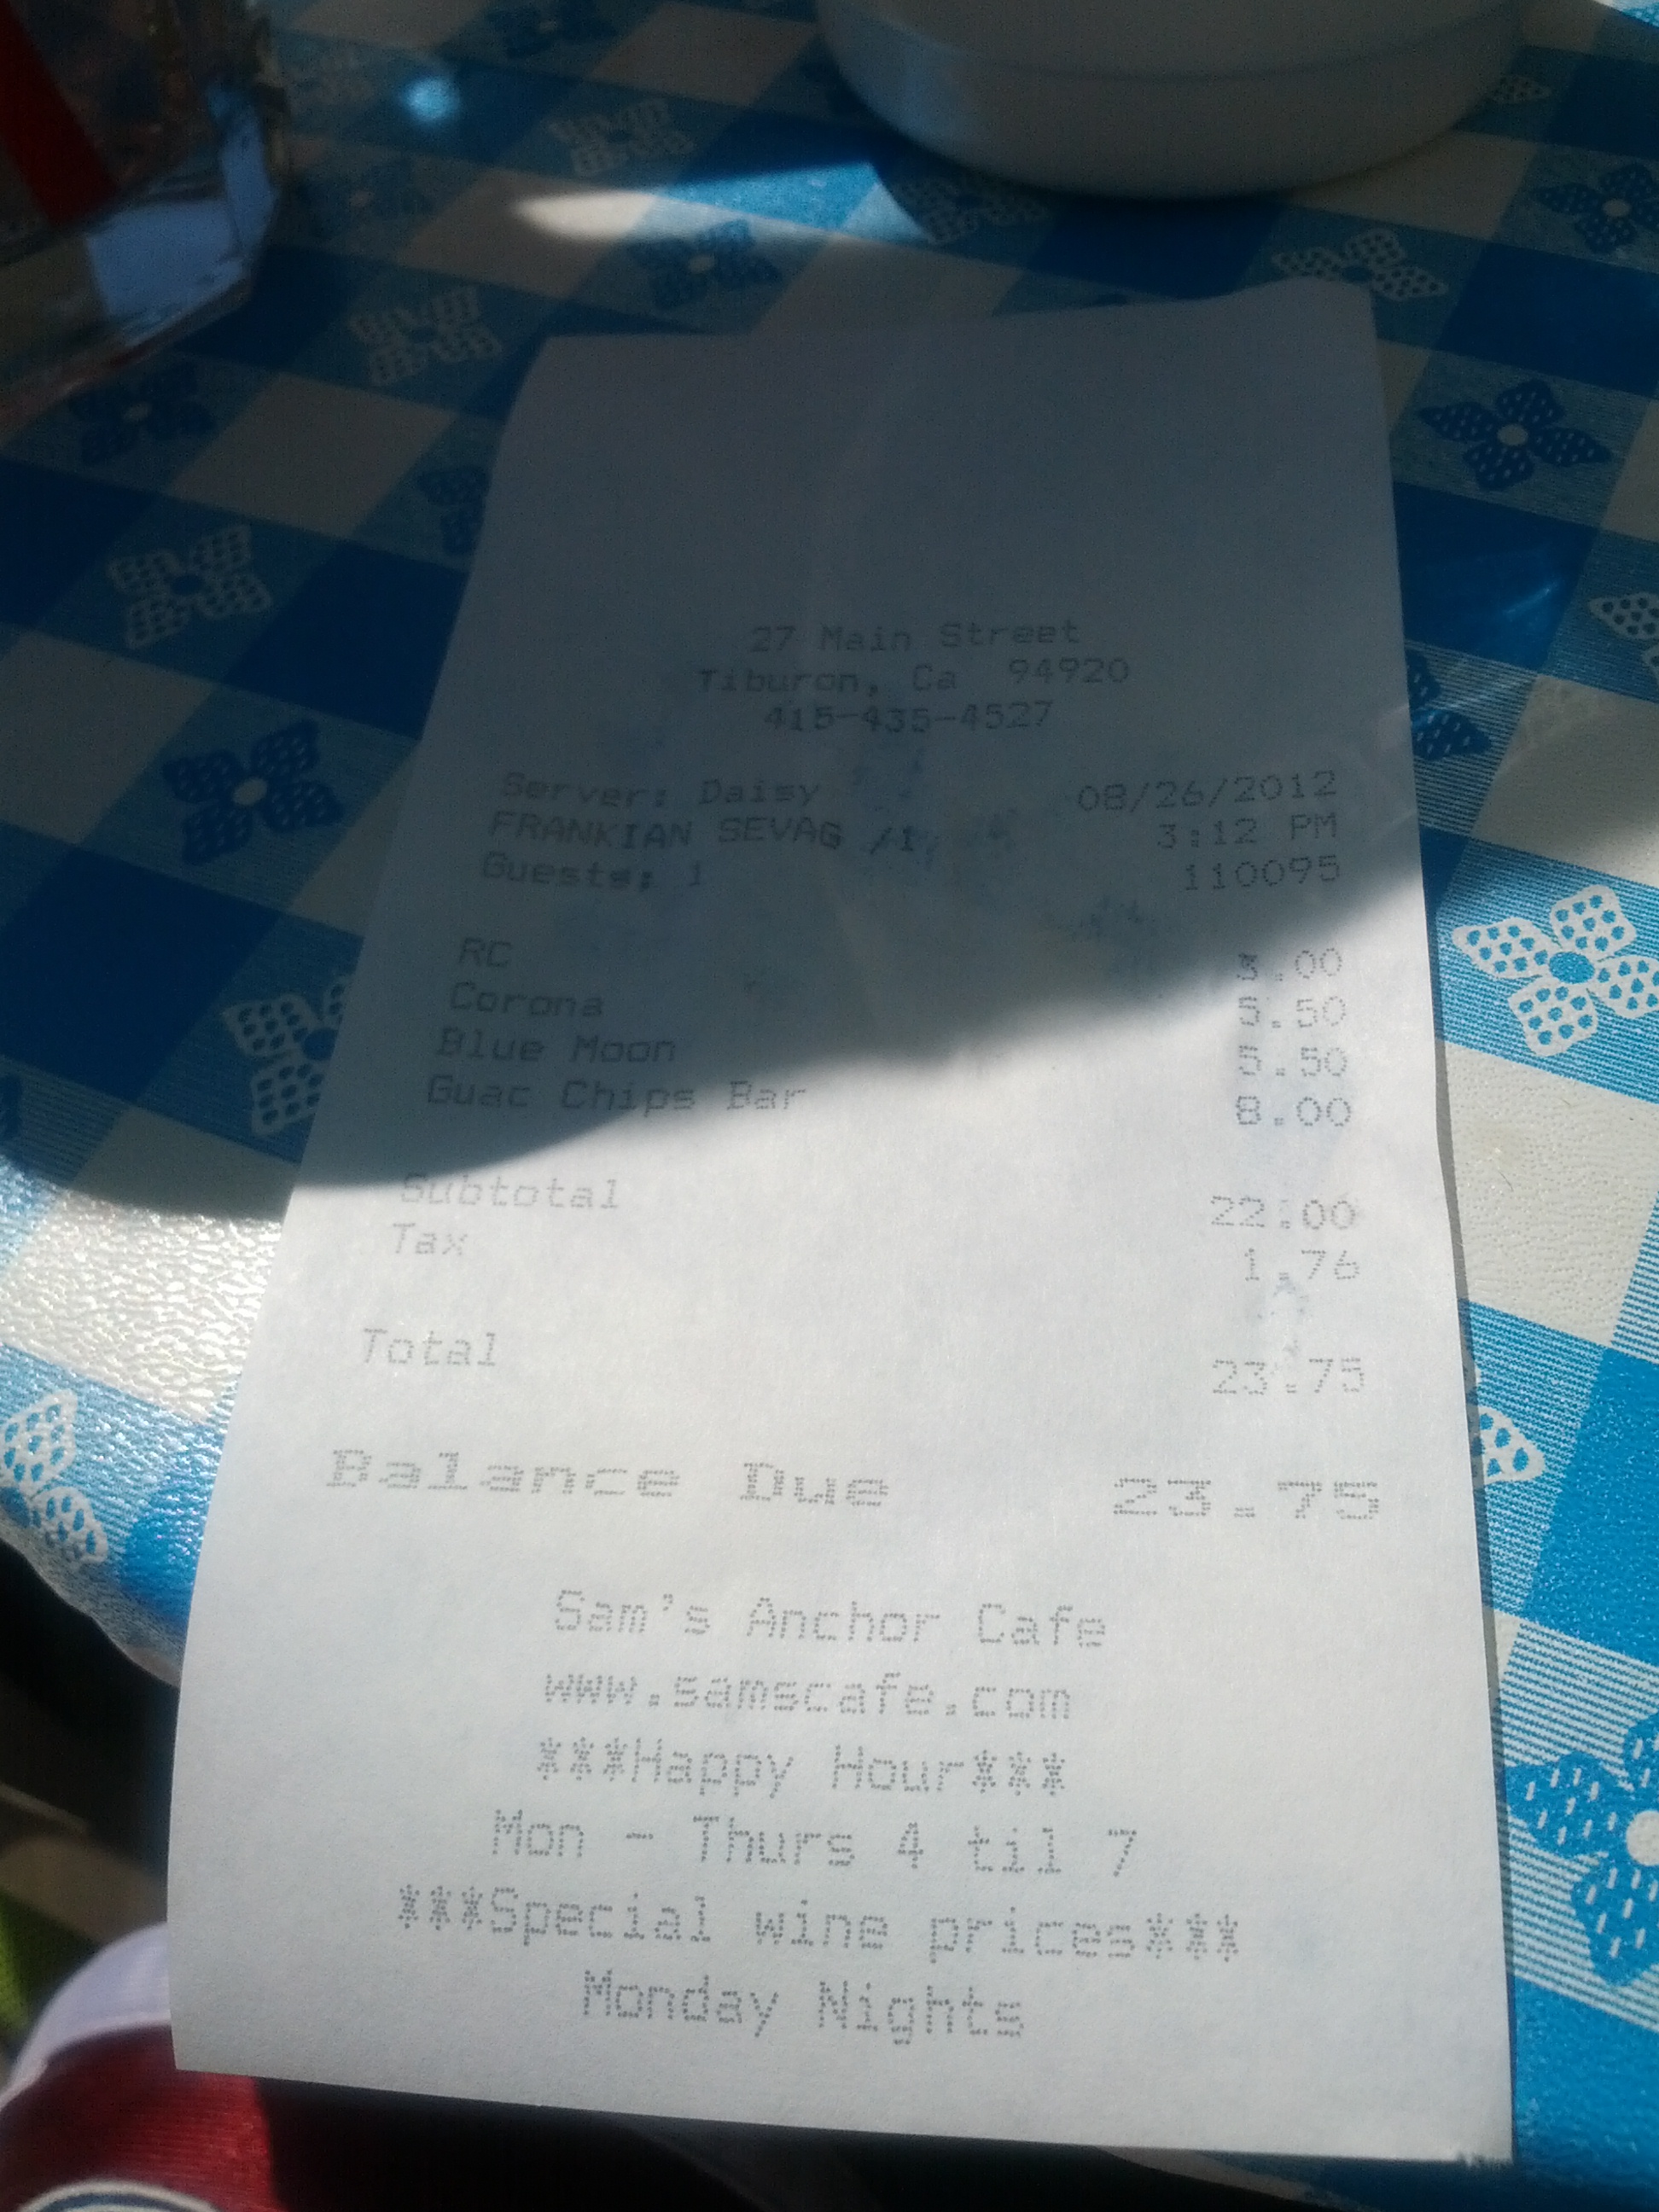 27 Main Street
Tiburon, Ca 94920
415-435-4527
Server: Daisy 08/26/2012
FRANKIAN SEVAG /1 3:12 PM
Guests: 1 110095
RC 3.00
Corona 5.50
Blue Moon 5.50
Guac Chips Bar 8.00
Subtotal 22.00
Tax 1.76
Total 23.75
Balance Due 23.75
Sam's Anchor Cafe
www.samscafe.com
***Happy Hour***
Mon - Thurs 4 til 7
***Special wine prices***
Monday Nights